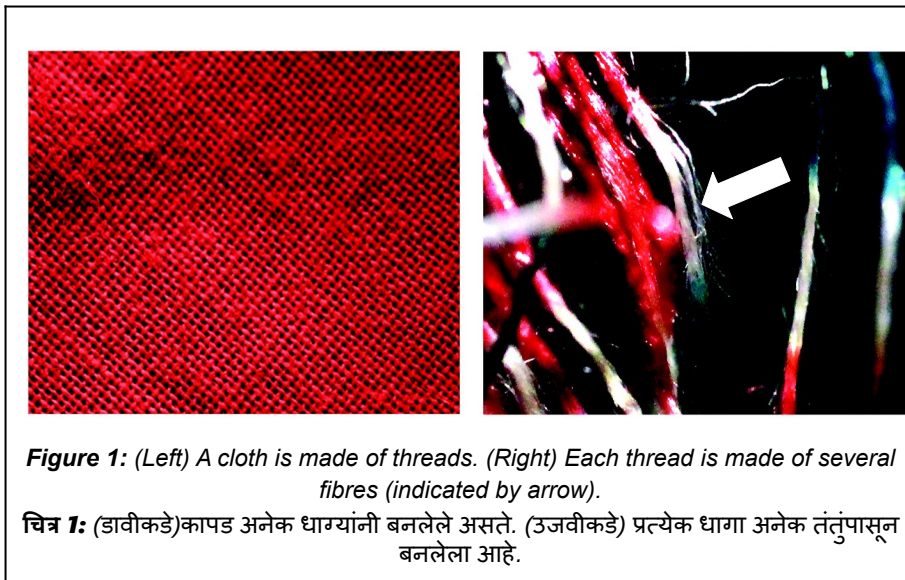 Figure 1: (Left) A cloth is made of threads. (Right) Each thread is made of several
fibres (indicated by arrow).
चित्र 1: (डावीकडे)कापड अनेक धाग्यांनी बनलेले असते. (उजवीकडे) प्रत्येक धागा अनेक तंतुंपासून
बनलेला आहे.